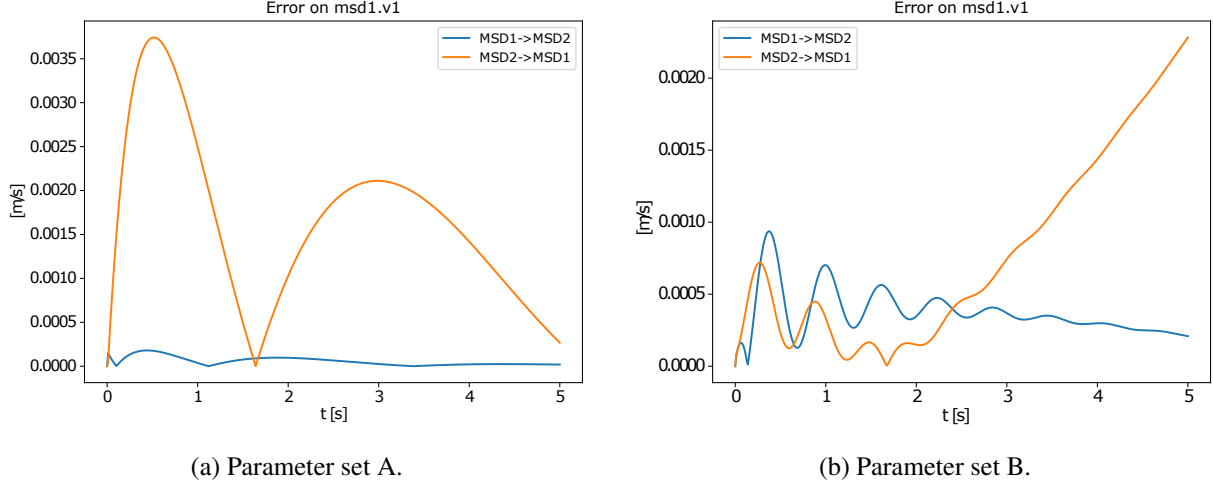 Error on msd1.v1
MSD1->MSD2
MSD2->MSD1
0.0035
0.0030
0.0025
0.0020
0.0015
0.0010
0.0005
0.0000
[m/s]
0 1 2 3 4 5
t [s]
(a) Parameter set A.
Error on msd1.v1
MSD1->MSD2
MSD2->MSD1
0.0020
0.0015
0.0010
0.0005
0.0000
[m/s]
0 1 2 3 4 5
t [s]
(b) Parameter set B.